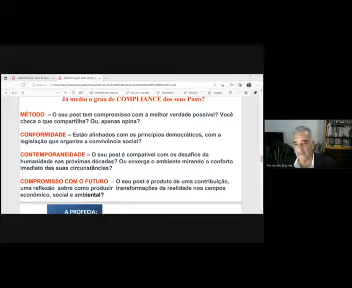 Já mediu o grau de COMPLIANCE dos seus Posts?
MÉTODO – O seu post tem compromisso com a melhor verdade possível? Você
checa o que compartilha? Ou, apenas opina?
CONFORMIDADE – Estão alinhados com os princípios democráticos, com a
legislação que organiza a convivência social?
CONTEMPORANEIDADE – O seu post é compatível com os desafios da
humanidade nas próximas décadas? Ou enxerga o ambiente mirando o conforto
imediato das suas circunstâncias?
COMPROMISSO COM O FUTURO – O seu post é produto de uma contribuição,
uma reflexão sobre como produzir transformações da realidade nos campos
econômico, social e ambiental?
A PROFECIA: